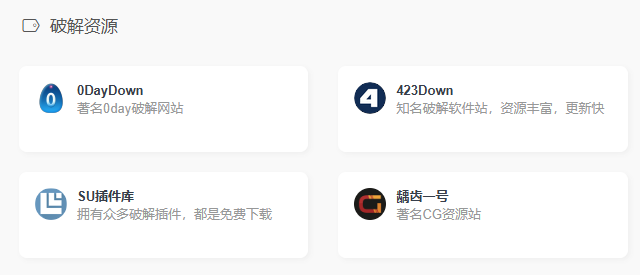 破解资源
0DayDown
著名0day破解网站
423Down
知名破解软件站，资源丰富，更新快
SU插件库
拥有众多破解插件，都是免费下载
龋齿一号
著名CG资源站